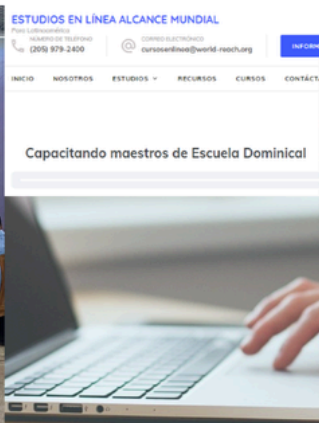 ESTUDIOS EN LÍNEA ALCANCE MUNDIAL
Para Latinoamérica
NÚMERO DE TELÉFONO
(205) 979-2400
CORREO ELECTRÓNICO
cursosenlinea@world-reach.org
INFORM
INICIO NOSOTROS ESTUDIOS RECURSOS CURSOS CONTÁCTA
Capacitando maestros de Escuela Dominical